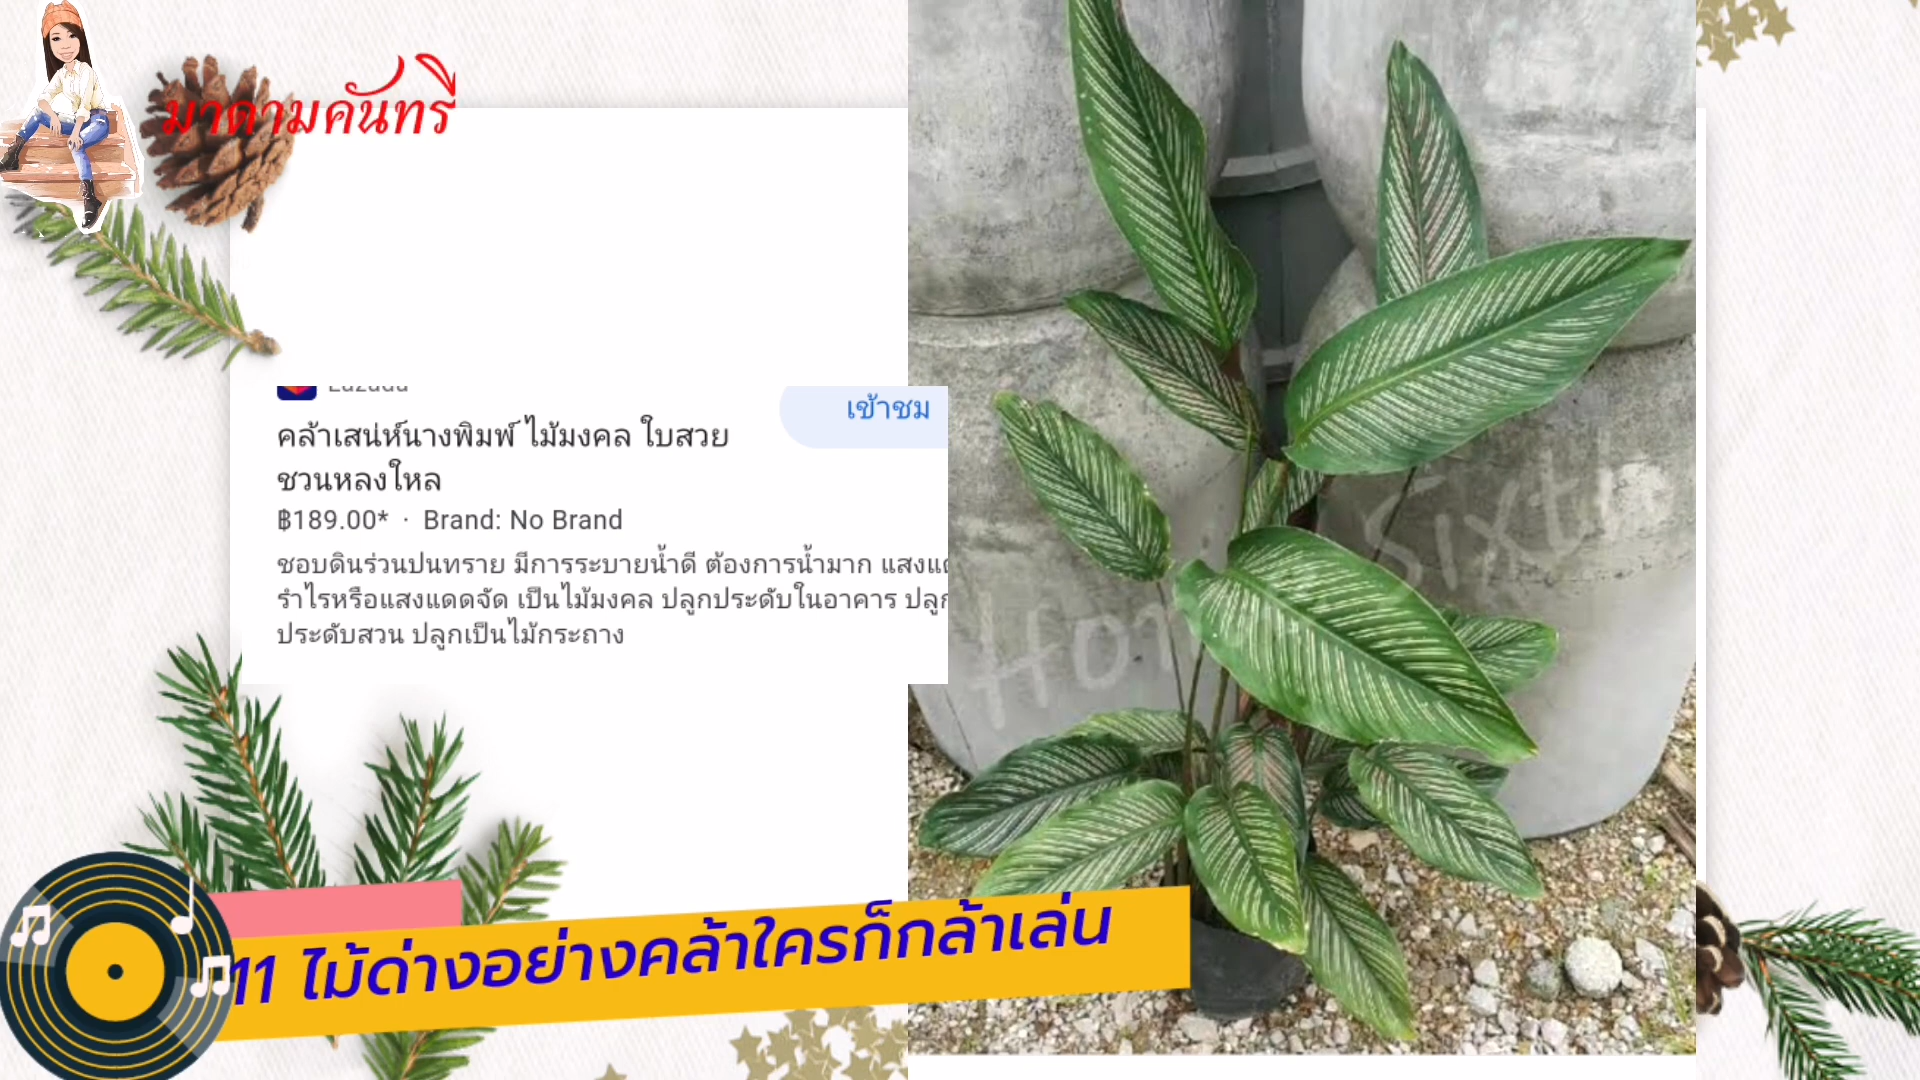 มาดามคันทรี
Lazada
เข้าชม
คล้าเสน่ห์นางพิมพ์ ไม้มงคล ใบสวย
ชวนหลงใหล
฿189.00* · Brand: No Brand
ชอบดินร่วนปนทราย มีการระบายน้ำดี ต้องการน้ำมาก แสงแด
รำไรหรือแสงแดดจัด เป็นไม้มงคล ปลูกประดับในอาคาร ปลูก
ประดับสวน ปลูกเป็นไม้กระถาง
Sixth
Hom
11 ไม้ด่างอย่างคล้าใครก็กล้าเล่น